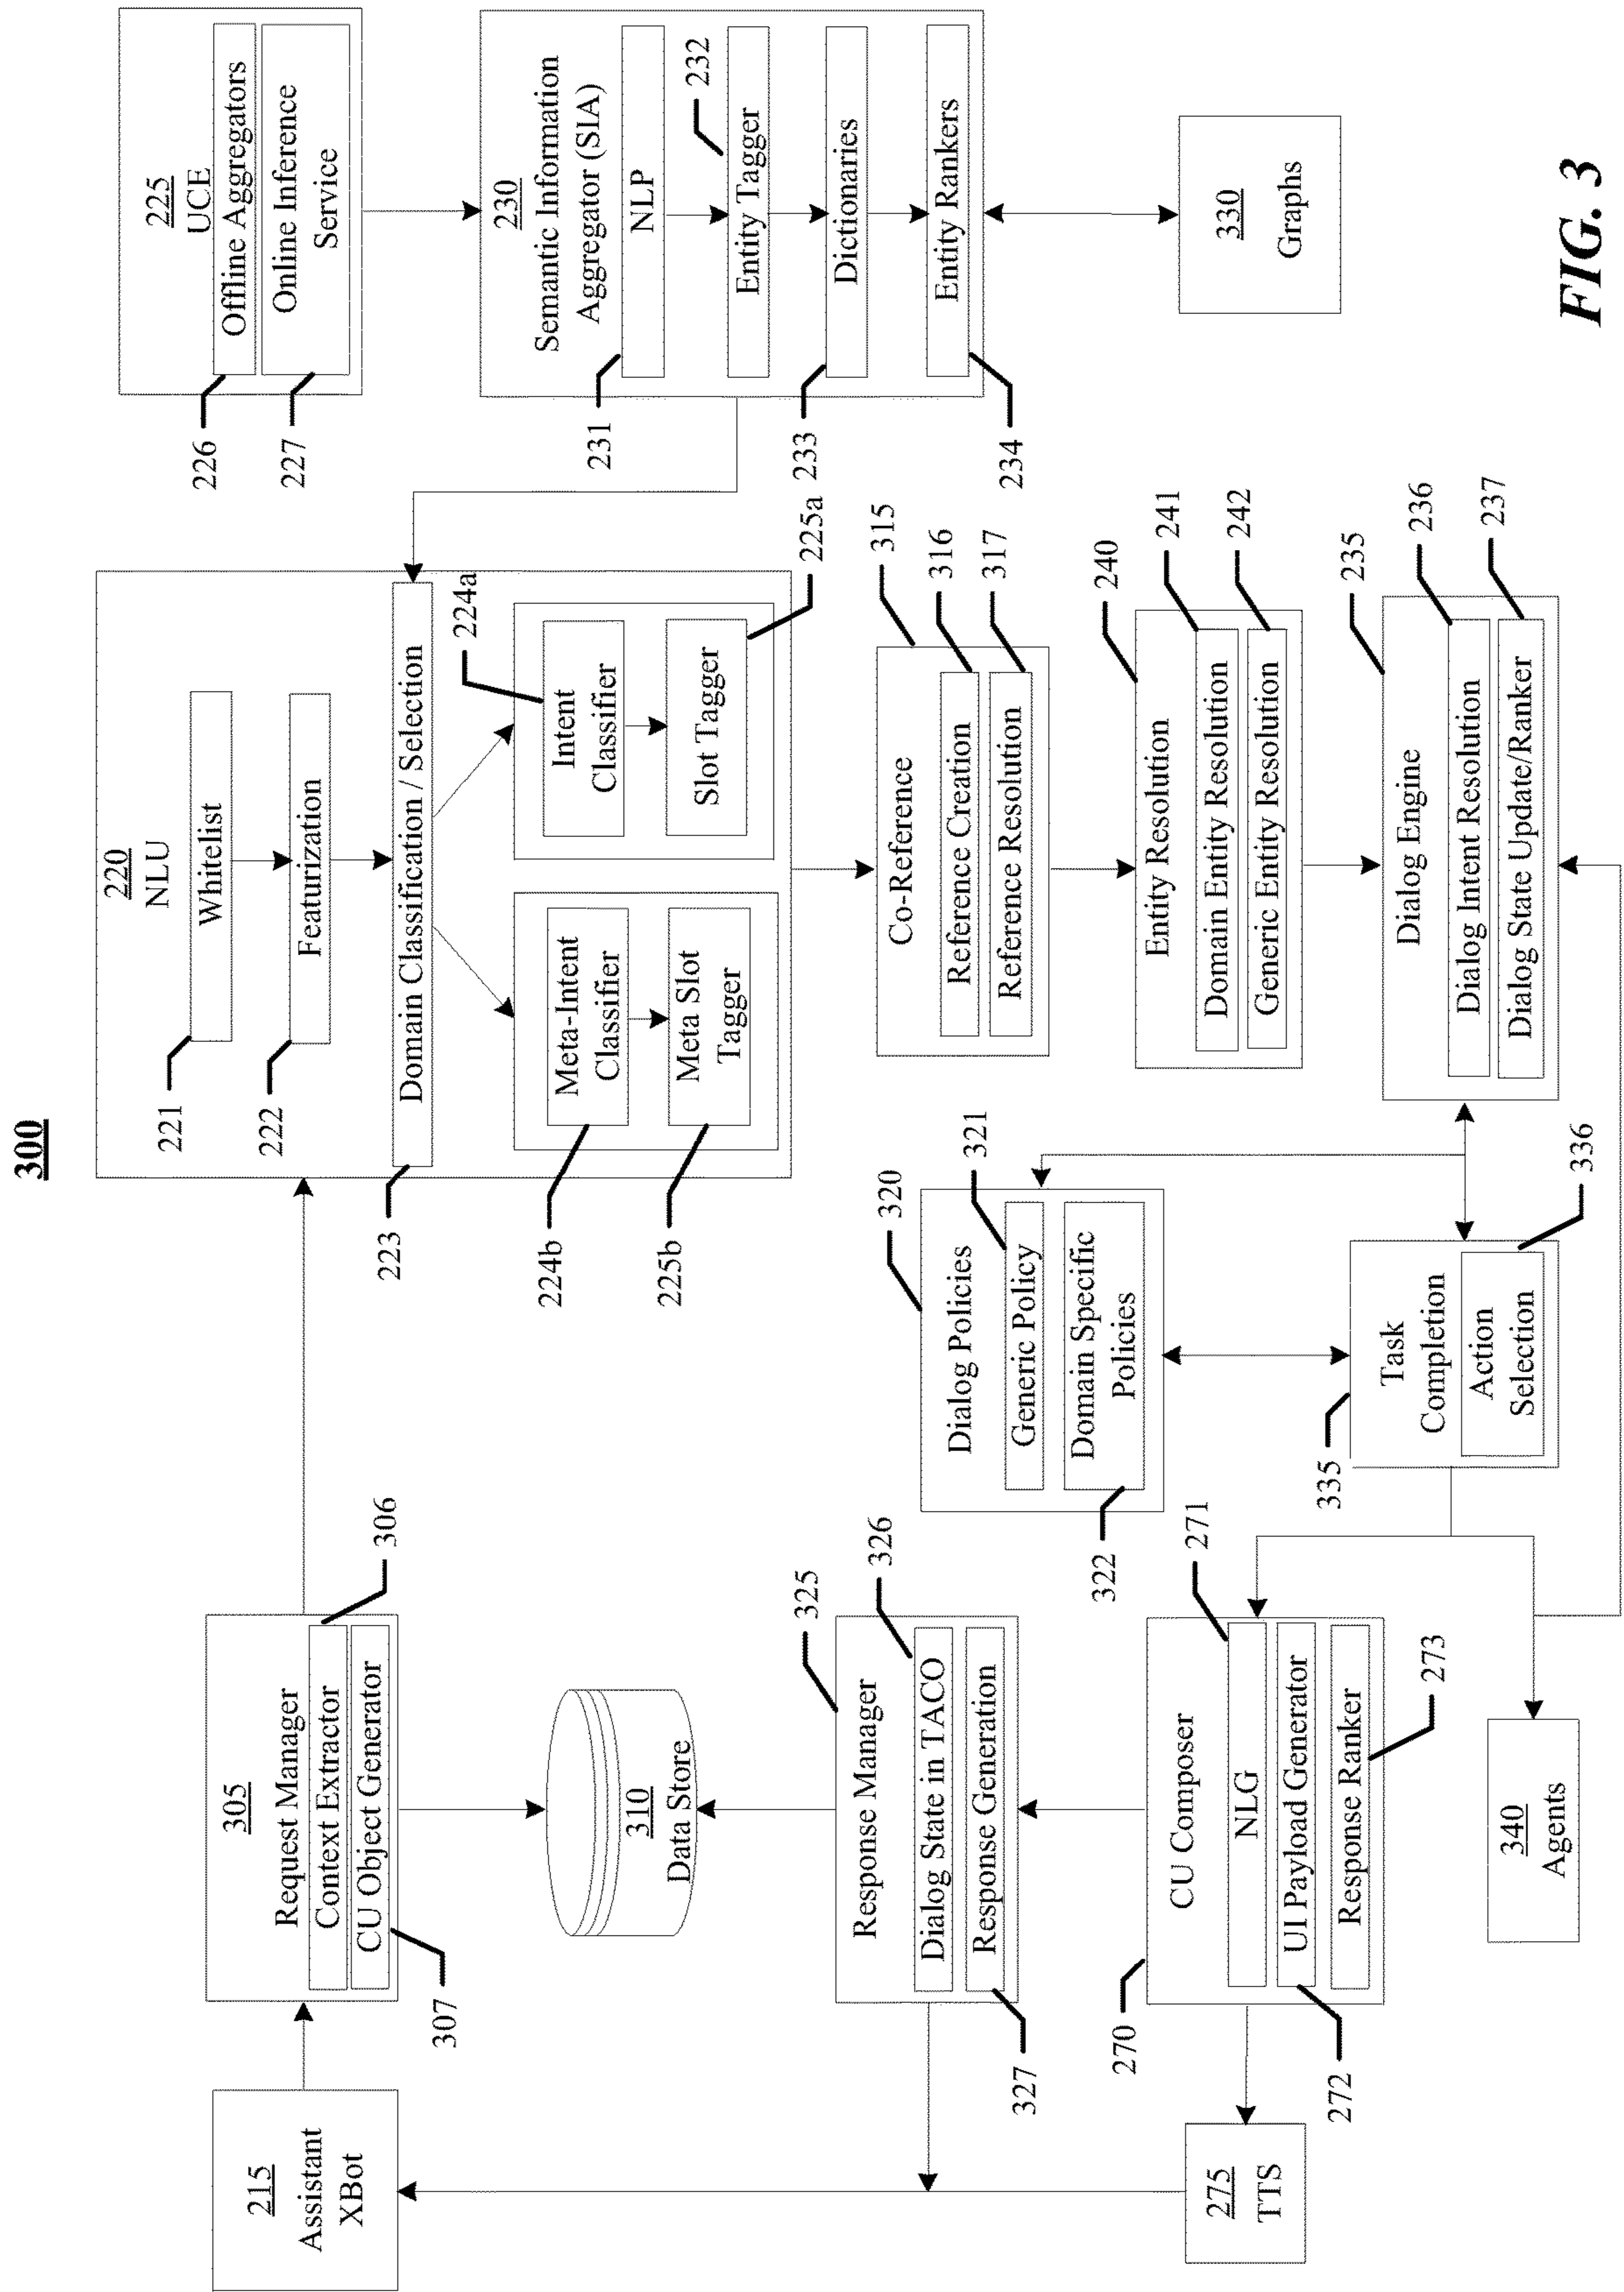 300
215
Assistant
XBot
305
Request Manager
Context Extractor
CU Object Generator
306
307
310
Data Store
325
Response Manager
Dialog State in TACO
Response Generation
326
327
270
CU Composer
NLG
UI Payload Generator
Response Ranker
271
272
273
275
TTS
220
NLU
Whitelist
221
Featurization
222
Domain Classification / Selection
223
Meta-Intent
Classifier
224b
Meta Slot
Tagger
225b
Intent
Classifier
224a
Slot Tagger
225a
225
UCE
Offline Aggregators
Online Inference
Service
226
227
230
Semantic Information
Aggregator (SIA)
NLP
231
Entity Tagger
232
Dictionaries
233
Entity Rankers
234
330
Graphs
315
Co-Reference
Reference Creation
Reference Resolution
316
317
240
Entity Resolution
Domain Entity Resolution
Generic Entity Resolution
241
242
235
Dialog Engine
Dialog Intent Resolution
Dialog State Update/Ranker
236
237
320
Dialog Policies
Generic Policy
Domain Specific
Policies
321
322
335
Task
Completion
Action
Selection
336
340
Agents
FIG. 3